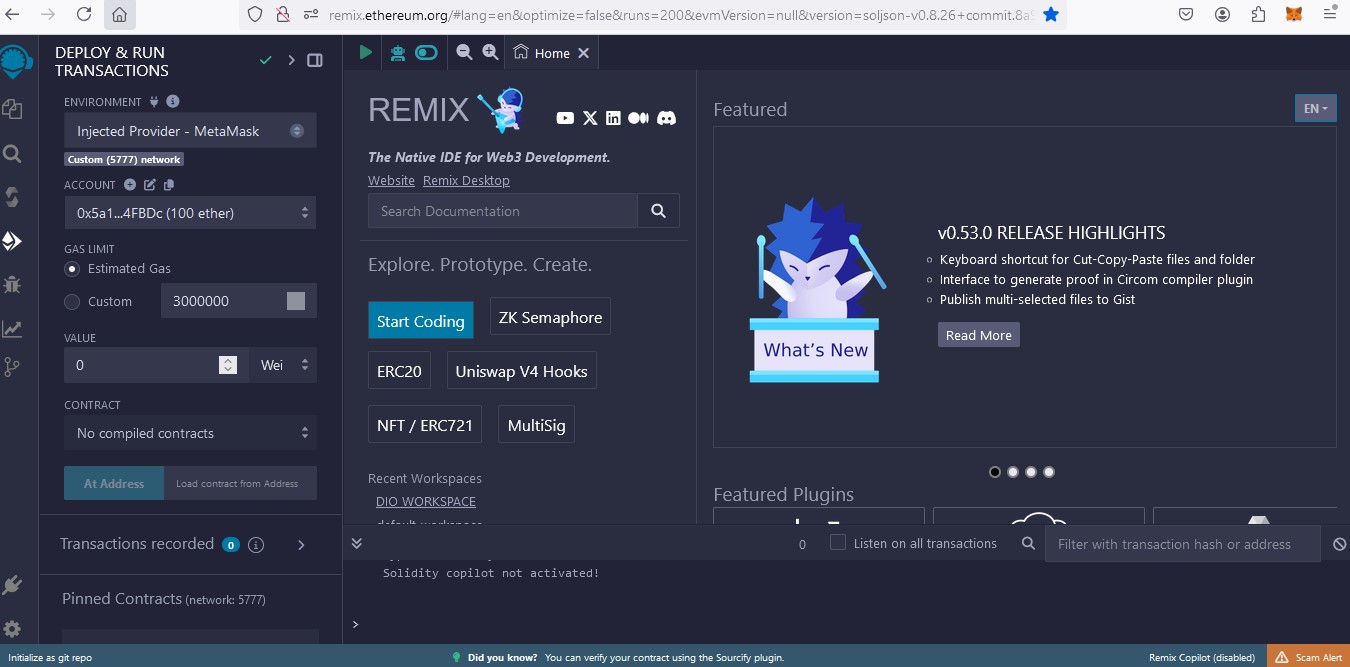 remix.ethereum.org/#lang=en&optimize=false&runs=200&evmVersion=null&version=soljson-v0.8.26+commit.8a
DEPLOY & RUN
TRANSACTIONS
ENVIRONMENT
Injected Provider - MetaMask
Custom (5777) network
ACCOUNT
0x5a1...4FBDc (100 ether)
GAS LIMIT
Estimated Gas
Custom
3000000
VALUE
0
Wei
CONTRACT
No compiled contracts
At Address
Load contract from Address
Transactions recorded 0
Pinned Contracts (network: 5777)
Home
REMIX
The Native IDE for Web3 Development.
Website Remix Desktop
Search Documentation
Explore. Prototype. Create.
Start Coding
ZK Semaphore
ERC20
Uniswap V4 Hooks
NFT / ERC721
MultiSig
Recent Workspaces
DIO WORKSPACE
Featured
EN
What's New
v0.53.0 RELEASE HIGHLIGHTS
Keyboard shortcut for Cut-Copy-Paste files and folder
Interface to generate proof in Circom compiler plugin
Publish multi-selected files to Gist
Read More
Featured Plugins
0
Listen on all transactions
Filter with transaction hash or address
Solidity copilot not activated!
>
Initialize as git repo
Did you know? You can verify your contract using the Sourcify plugin.
Remix Copilot (disabled)
Scam Alert